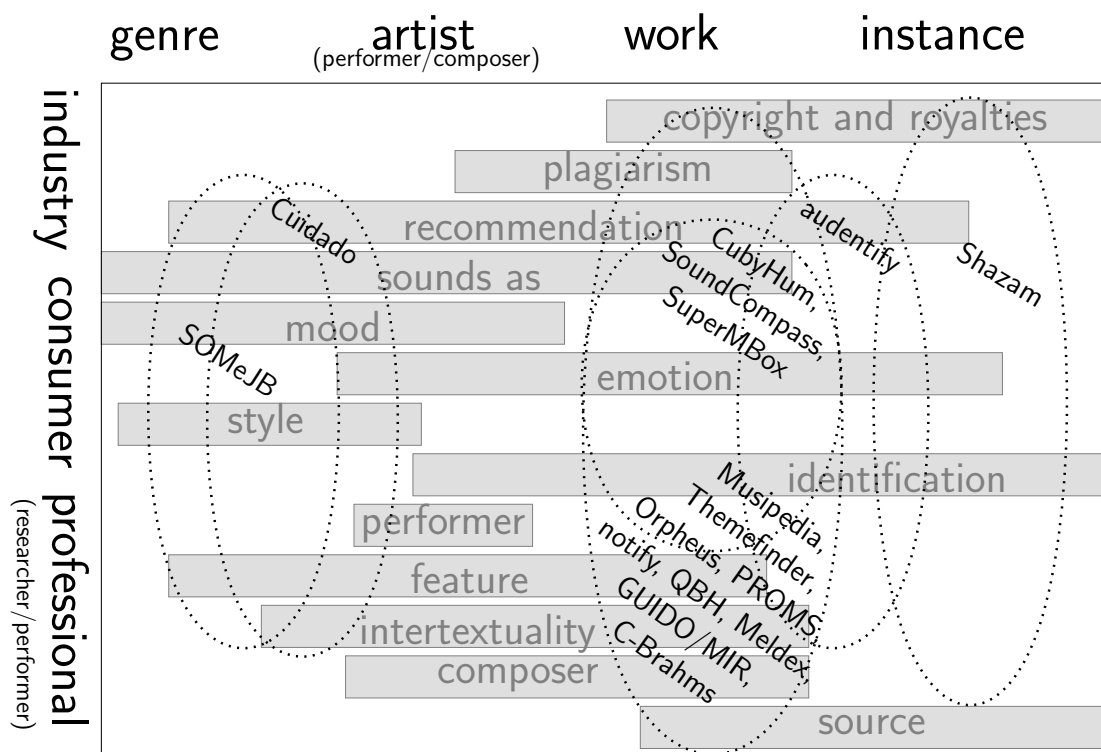 genre artist work instance
(performer/composer)
industry consumer professional
(researcher/performer)
copyright and royalties
plagiarism
recommendation
sounds as
mood
emotion
style
identification
performer
feature
intertextuality
composer
source
Cuidado
SOMeJB
CubyHum,
SoundCompass,
SuperMBox
audentify
Shazam
Musipedia,
Themefinder,
Orpheus, PROMS,
notify, QBH, Meldex,
GUIDO/MIR,
C-Brahms